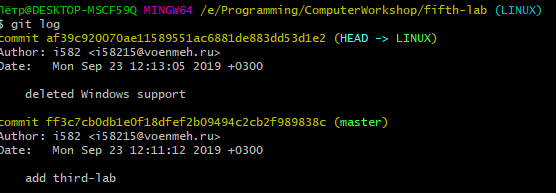 Пётр@DESKTOP-MSCF59Q MINGW64 /e/Programming/ComputerWorkshop/fifth-lab (LINUX)
$ git log
commit af39c920070ae11589551ac6881de883dd53d1e2 (HEAD -> LINUX)
Author: i582 <i58215@voenmeh.ru>
Date:   Mon Sep 23 12:13:05 2019 +0300
deleted Windows support
commit ff3c7cb0db1e0f18dfef2b09494c2cb2f989838c (master)
Author: i582 <i58215@voenmeh.ru>
Date:   Mon Sep 23 12:11:12 2019 +0300
add third-lab